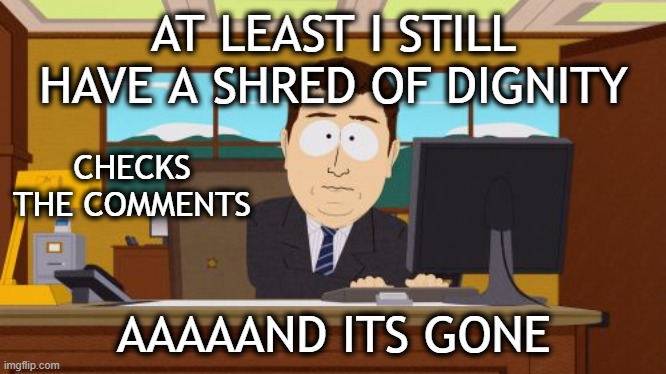 AT LEAST I STILL
HAVE A SHRED OF DIGNITY
CHECKS
THE COMMENTS
AAAAAND ITS GONE
imgflip.com